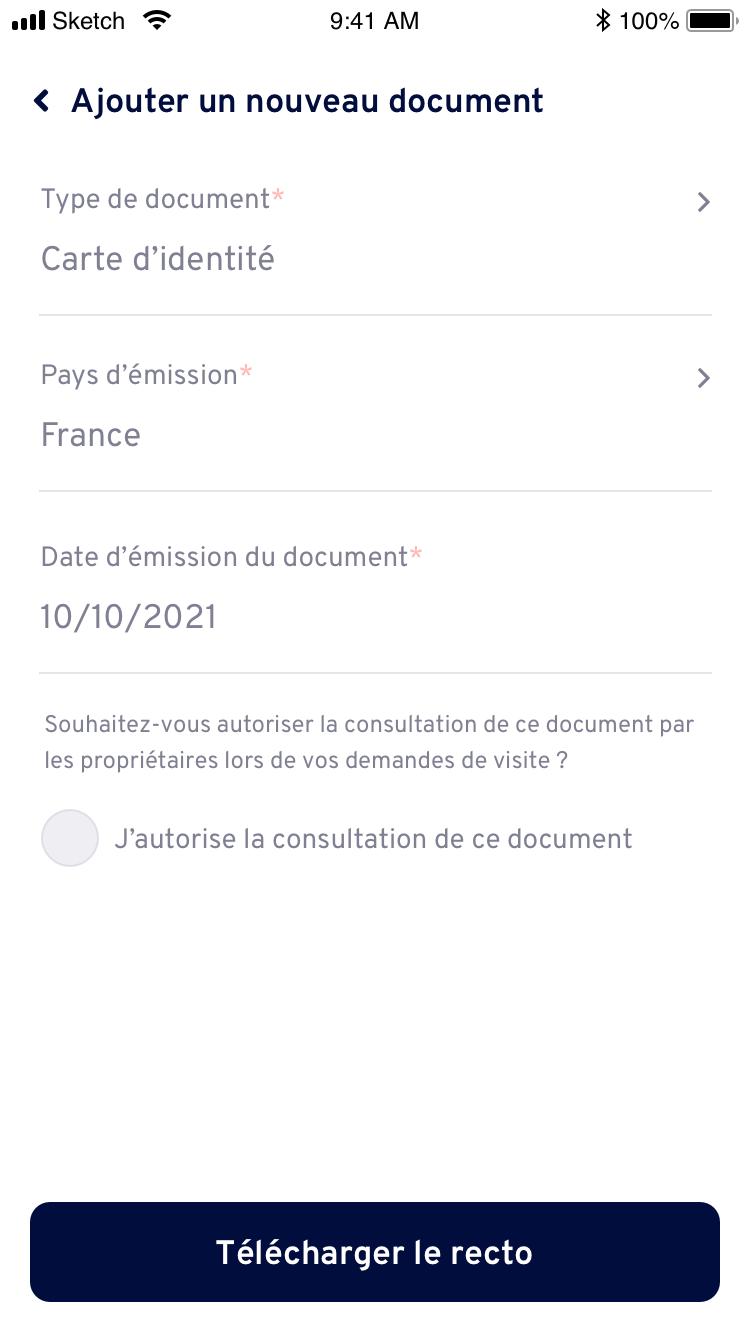 Sketch 9:41 AM 100%
Ajouter un nouveau document
Type de document*
Carte d’identité
Pays d’émission*
France
Date d’émission du document*
10/10/2021
Souhaitez-vous autoriser la consultation de ce document par
les propriétaires lors de vos demandes de visite ?
J’autorise la consultation de ce document
Télécharger le recto